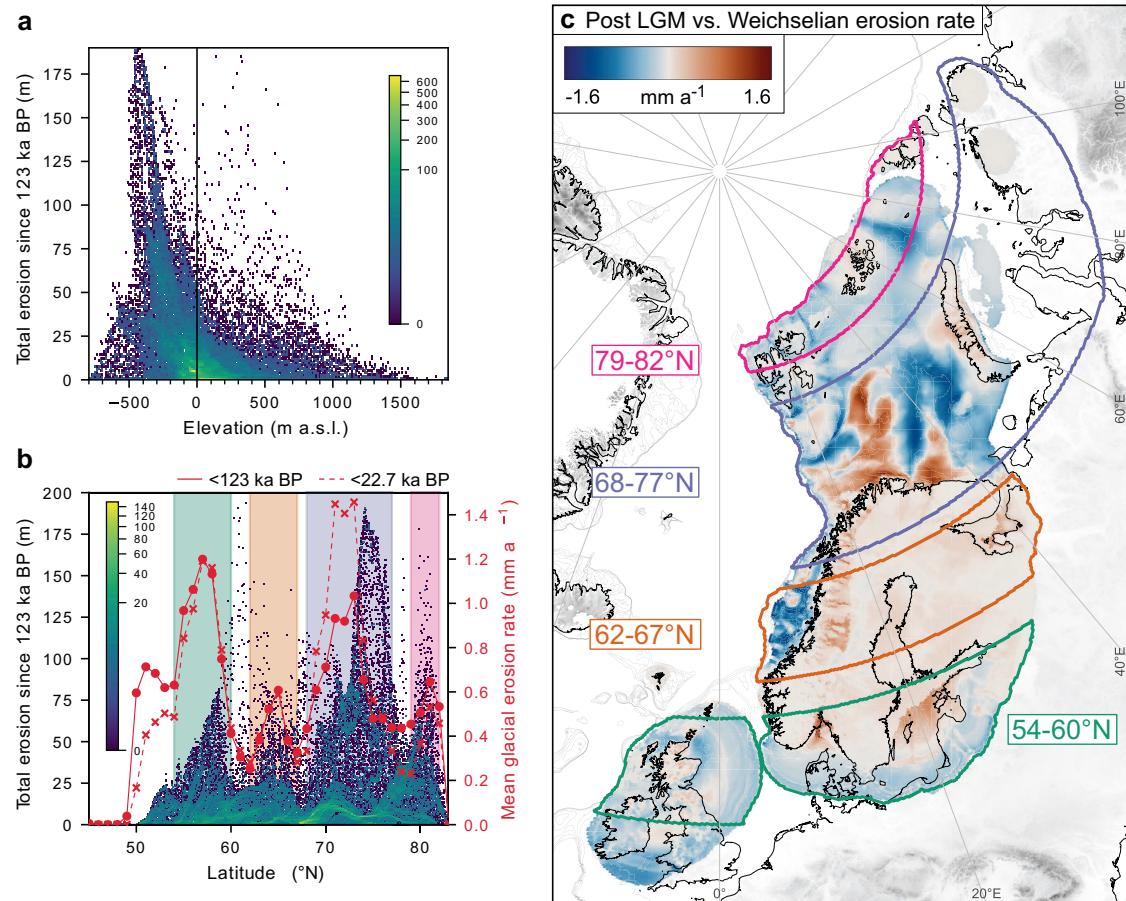 a
Total erosion since 123 ka BP (m)
175
150
125
100
75
50
25
0
600
500
400
300
200
100
0
−500
0
500
1000
1500
Elevation (m a.s.l.)
b
<123 ka BP
<22.7 ka BP
Total erosion since 123 ka BP (m)
200
175
150
125
100
75
50
25
0
140
120
100
80
60
40
20
0
1.4
1.2
1.0
0.8
0.6
0.4
0.2
0.0
Mean glacial erosion rate (mm a⁻¹)
50
60
70
80
Latitude (°N)
c Post LGM vs. Weichselian erosion rate
-1.6 mm a⁻¹ 1.6
100°E
80°E
60°E
40°E
20°E
0°
79-82°N
68-77°N
62-67°N
54-60°N